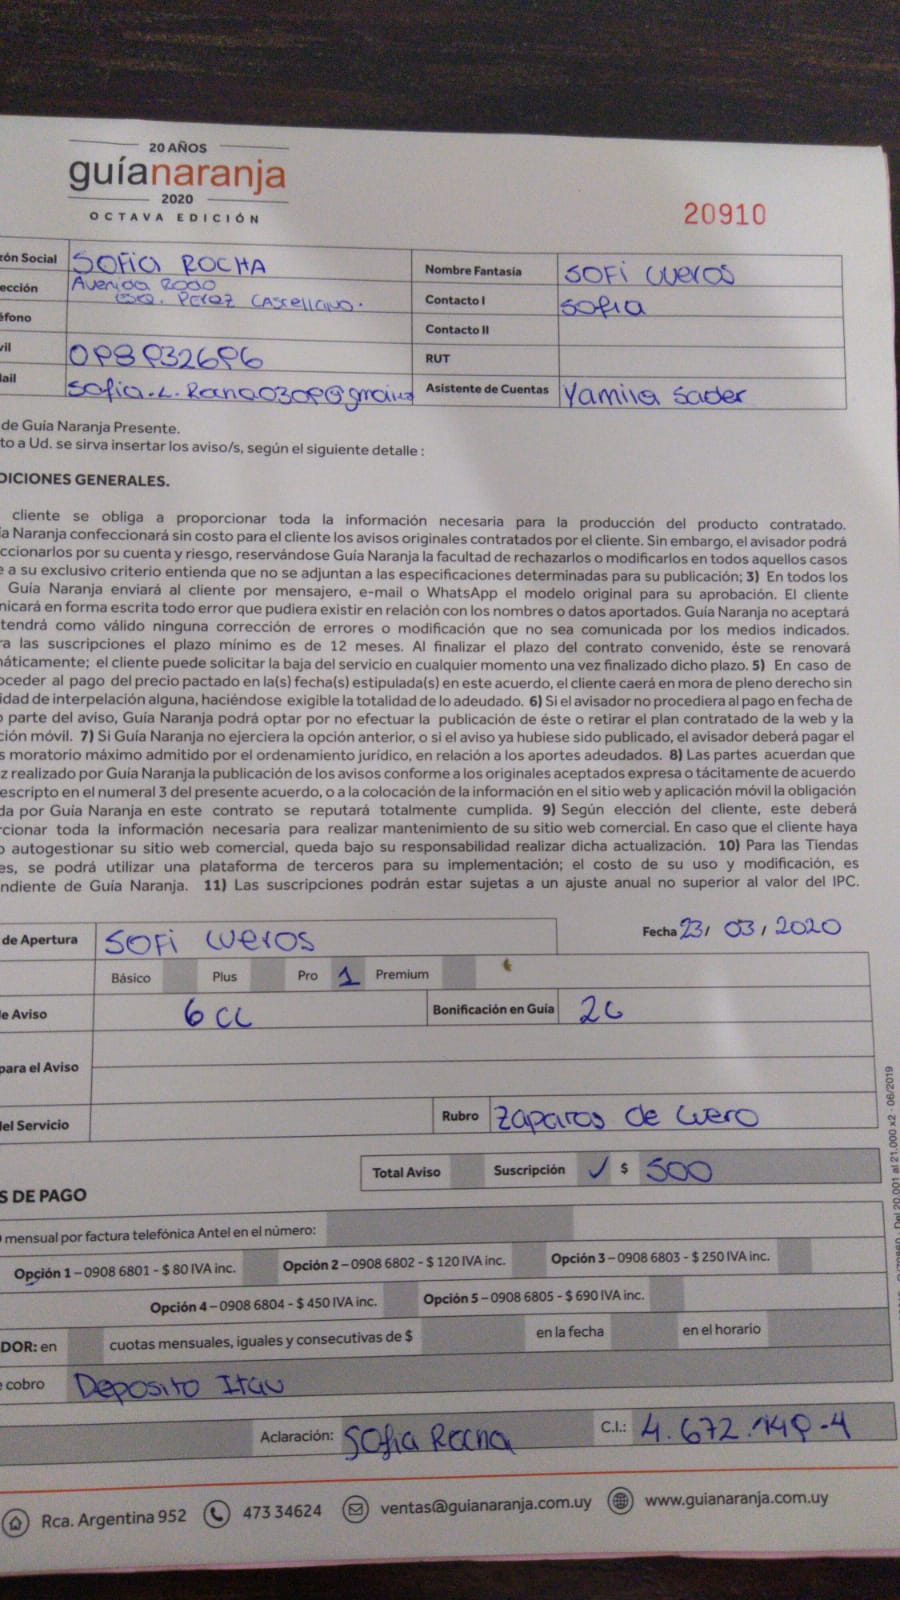 20 AÑOS
guíanaranja
2020
OCTAVA EDICIÓN
20910
zón Social SOFIA ROCHA Nombre Fantasía SOFI cueros
ección Avenida RODO
esq. PEREZ CASTELLANO. Contacto I SOFIA
éfono Contacto II
vil 098932696 RUT
ail Asistente de Cuentas Yamila Sader
de Guía Naranja Presente.
to a Ud. se sirva insertar los aviso/s, según el siguiente detalle :
DICIONES GENERALES.
cliente se obliga a proporcionar toda la información necesaria para la producción del producto contratado.
ía Naranja confeccionará sin costo para el cliente los avisos originales contratados por el cliente. Sin embargo, el avisador podrá
ccionarlos por su cuenta y riesgo, reservándose Guía Naranja la facultad de rechazarlos o modificarlos en todos aquellos casos
e a su exclusivo criterio entienda que no se adjuntan a las especificaciones determinadas para su publicación; 3) En todos los
Guía Naranja enviará al cliente por mensajero, e-mail o WhatsApp el modelo original para su aprobación. El cliente
nicará en forma escrita todo error que pudiera existir en relación con los nombres o datos aportados. Guía Naranja no aceptará
tendrá como válido ninguna corrección de errores o modificación que no sea comunicada por los medios indicados.
ra las suscripciones el plazo mínimo es de 12 meses. Al finalizar el plazo del contrato convenido, éste se renovará
náticamente; el cliente puede solicitar la baja del servicio en cualquier momento una vez finalizado dicho plazo. 5) En caso de
oceder al pago del precio pactado en la(s) fecha(s) estipulada(s) en este acuerdo, el cliente caerá en mora de pleno derecho sin
idad de interpelación alguna, haciéndose exigible la totalidad de lo adeudado. 6) Si el avisador no procediera al pago en fecha de
o parte del aviso, Guía Naranja podrá optar por no efectuar la publicación de éste o retirar el plan contratado de la web y la
ción móvil. 7) Si Guía Naranja no ejerciera la opción anterior, o si el aviso ya hubiese sido publicado, el avisador deberá pagar el
s moratorio máximo admitido por el ordenamiento jurídico, en relación a los aportes adeudados. 8) Las partes acuerdan que
z realizado por Guía Naranja la publicación de los avisos conforme a los originales aceptados expresa o tácitamente de acuerdo
escripto en el numeral 3 del presente acuerdo, o a la colocación de la información en el sitio web y aplicación móvil la obligación
da por Guía Naranja en este contrato se reputará totalmente cumplida. 9) Según elección del cliente, este deberá
rcionar toda la información necesaria para realizar mantenimiento de su sitio web comercial. En caso que el cliente haya
o autogestionar su sitio web comercial, queda bajo su responsabilidad realizar dicha actualización. 10) Para las Tiendas
es, se podrá utilizar una plataforma de terceros para su implementación; el costo de su uso y modificación, es
ndiente de Guía Naranja. 11) Las suscripciones podrán estar sujetas a un ajuste anual no superior al valor del IPC.
de Apertura SOFI cueros Fecha 23/ 03 / 2020
Básico Plus Pro 1 Premium
e Aviso 6 CC Bonificación en Guía 2C
para el Aviso
del Servicio Rubro Zapatos de cuero
Total Aviso Suscripción ✓ $ 500
S DE PAGO
mensual por factura telefónica Antel en el número:
Opción 1 – 0908 6801 - $ 80 IVA inc. Opción 2 – 0908 6802 - $ 120 IVA inc. Opción 3 – 0908 6803 - $ 250 IVA inc.
Opción 4 – 0908 6804 - $ 450 IVA inc. Opción 5 – 0908 6805 - $ 690 IVA inc.
DOR: en cuotas mensuales, iguales y consecutivas de $ en la fecha en el horario
cobro Deposito Itau
Aclaración: Sofia Rocha C.I.: 4.672.149-4
Rca. Argentina 952 473 34624 ventas@guianaranja.com.uy www.guianaranja.com.uy
Del 20.001 al 21.000 x2 - 06/2019